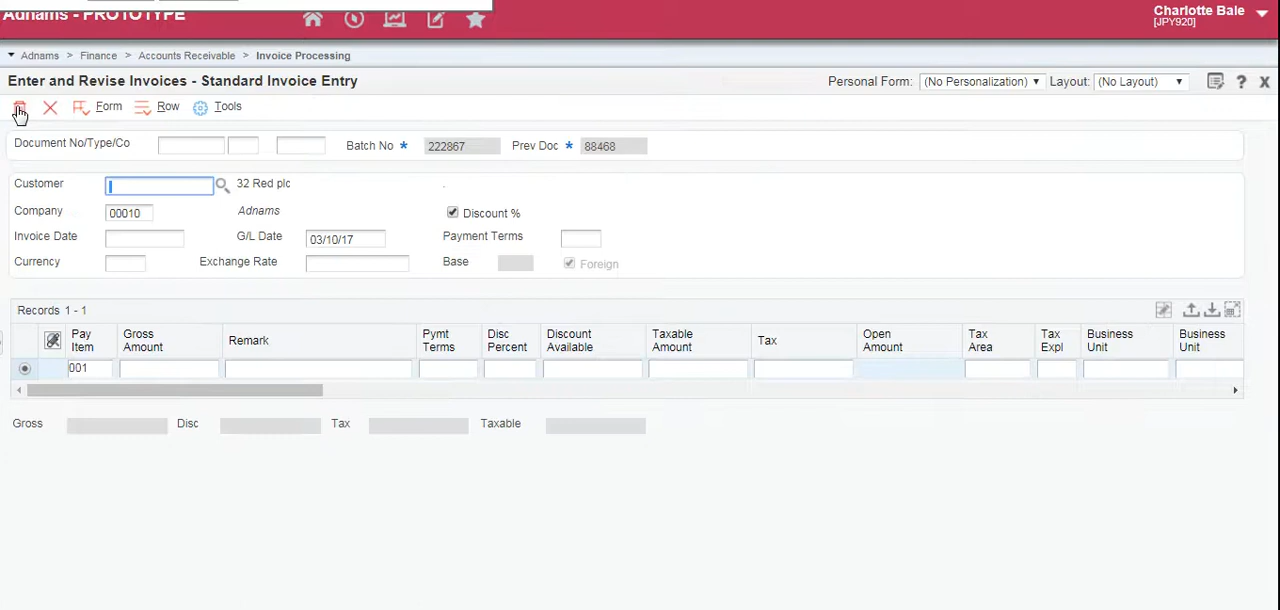 Adnams - PROTOTYPE
Charlotte Bale
[JPY920]
Adnams > Finance > Accounts Receivable > Invoice Processing
Enter and Revise Invoices - Standard Invoice Entry
Personal Form: (No Personalization) Layout: (No Layout)
Form Row Tools
Document No/Type/Co Batch No * 222867 Prev Doc * 88468
Customer 32 Red plc .
Company 00010 Adnams Discount %
Invoice Date G/L Date 03/10/17 Payment Terms
Currency Exchange Rate Base Foreign
Records 1 - 1
Pay Item Gross Amount Remark Pymt Terms Disc Percent Discount Available Taxable Amount Tax Open Amount Tax Area Tax Expl Business Unit Business Unit
001
Gross Disc Tax Taxable